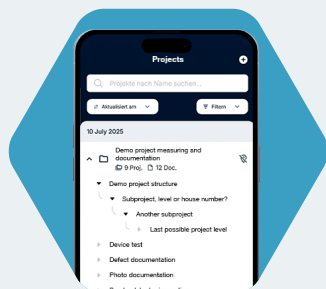 Projects
Projekte nach Name suchen...
Aktualisiert am
Filtern
10 July 2025
Demo project measuring and
documentation
9 Proj. 12 Doc.
Demo project structure
Subproject, level or house number?
Another subproject
Last possible project level
Device test
Defect documentation
Photo documentation